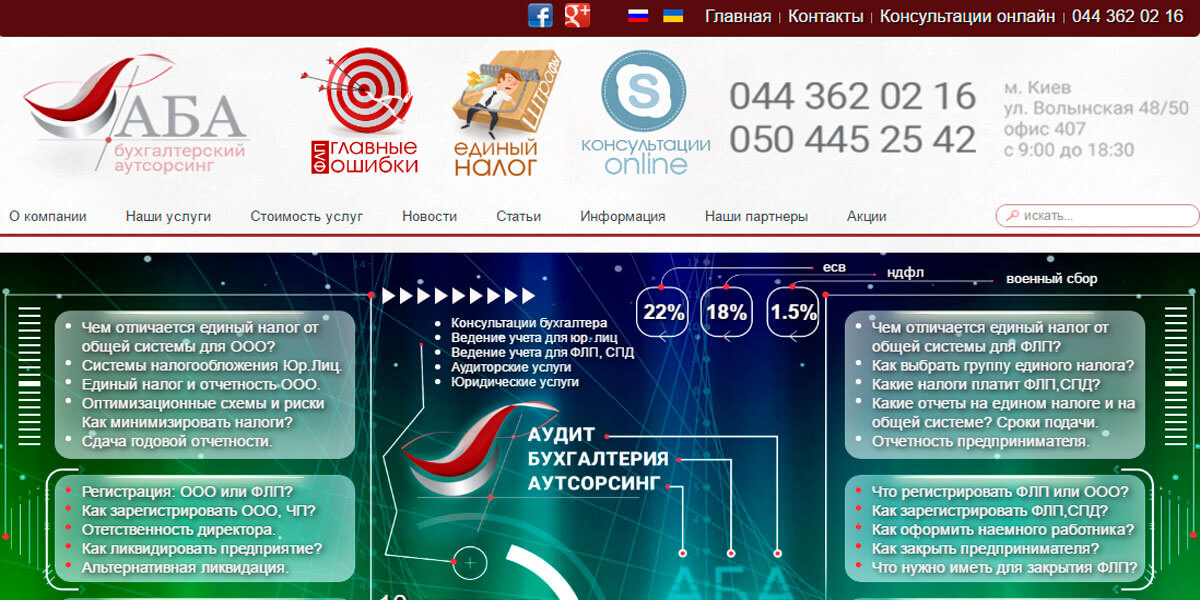 Главная | Контакты | Консультации онлайн | 044 362 02 16
АБА
бухгалтерский
аутсорсинг
ФЛП
главные
ошибки
Штрафы
единый
налог
S
консультации
online
044 362 02 16
050 445 25 42
м. Киев
ул. Волынская 48/50
офис 407
с 9:00 до 18:30
О компании
Наши услуги
Стоимость услуг
Новости
Статьи
Информация
Наши партнеры
Акции
искать...
есв
ндфл
военный сбор
22%
18%
1.5%
Консультации бухгалтера
Ведение учета для юр.лиц
Ведение учета для ФЛП, СПД
Аудиторские услуги
Юридические услуги
Чем отличается единый налог от
общей системы для ООО?
Системы налогообложения Юр.Лиц.
Единый налог и отчетность ООО.
Оптимизационные схемы и риски
Как минимизировать налоги?
Сдача годовой отчетности.
Регистрация: ООО или ФЛП?
Как зарегистрировать ООО, ЧП?
Отетственность директора.
Как ликвидировать предприятие?
Альтернативная ликвидация.
АУДИТ
БУХГАЛТЕРИЯ
АУТСОРСИНГ
АБА
Чем отличается единый налог от
общей системы для ФЛП?
Как выбрать группу единого налога?
Какие налоги платит ФЛП,СПД?
Какие отчеты на едином налоге и на
общей системе? Сроки подачи.
Отчетность предпринимателя.
Что регистрировать ФЛП или ООО?
Как зарегистрировать ФЛП,СПД?
Как оформить наемного работника?
Как закрыть предпринимателя?
Что нужно иметь для закрытия ФЛП?